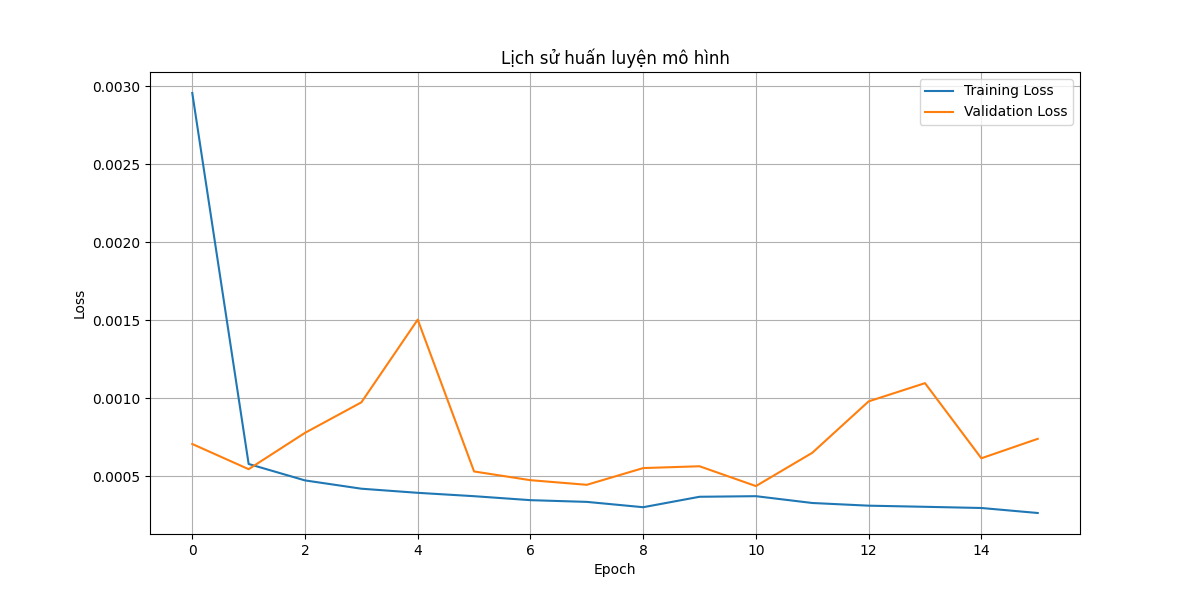 Lịch sử huấn luyện mô hình
Training Loss
Validation Loss
Loss
0.0030
0.0025
0.0020
0.0015
0.0010
0.0005
0 2 4 6 8 10 12 14
Epoch